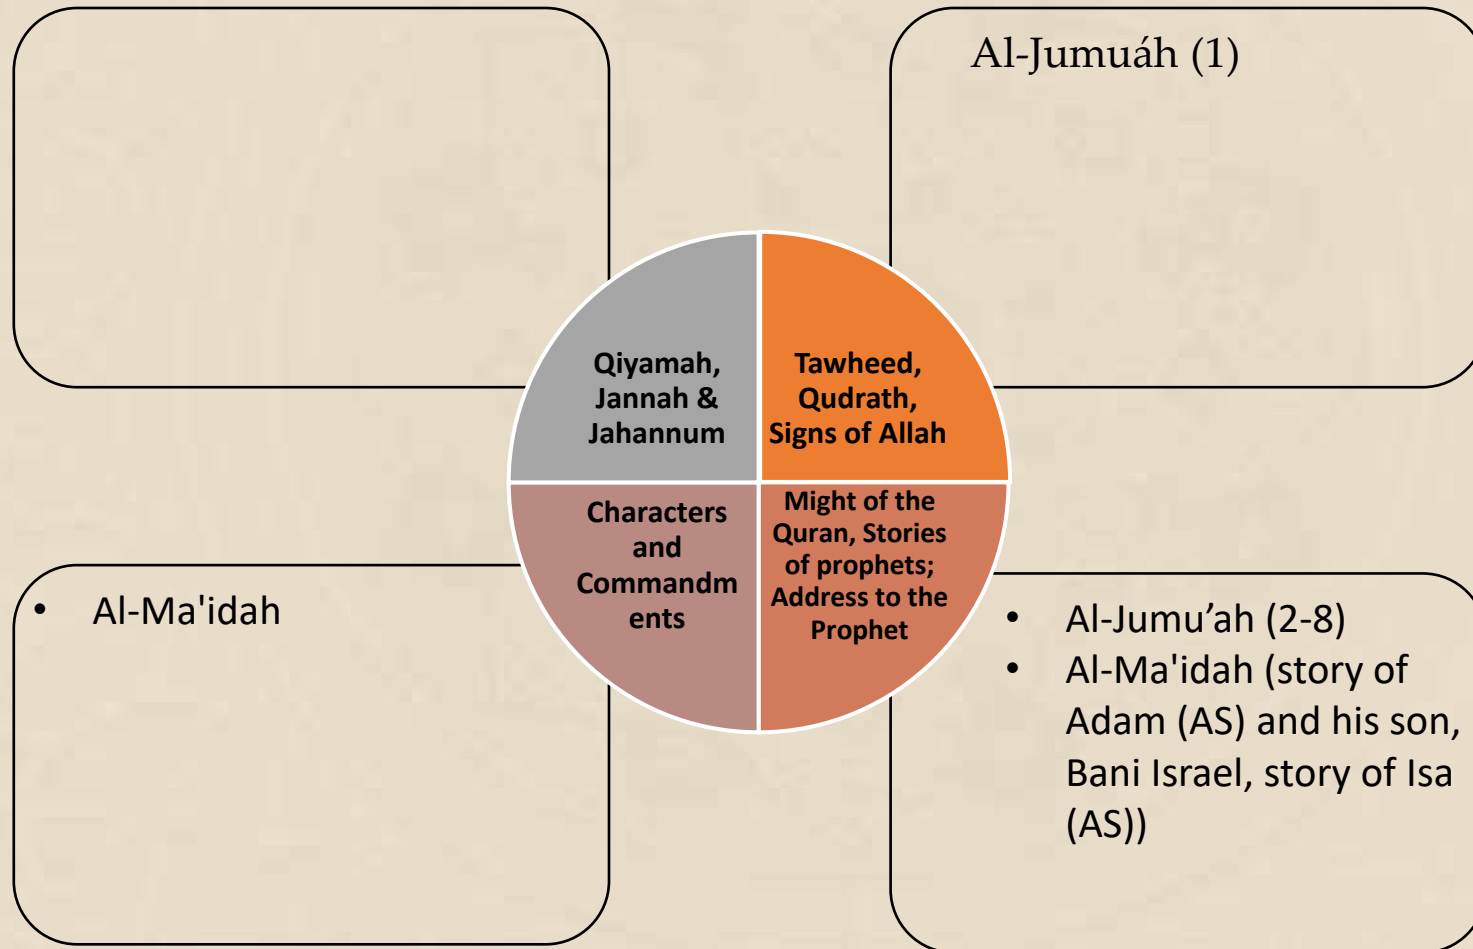 Al-Jumuáh (1)
Qiyamah,
Jannah &
Jahannum
Tawheed,
Qudrath,
Signs of Allah
Characters
and
Commandm
ents
Might of the
Quran, Stories
of prophets;
Address to the
Prophet
• Al-Ma'idah
• Al-Jumu’ah (2-8)
• Al-Ma'idah (story of
Adam (AS) and his son,
Bani Israel, story of Isa
(AS))